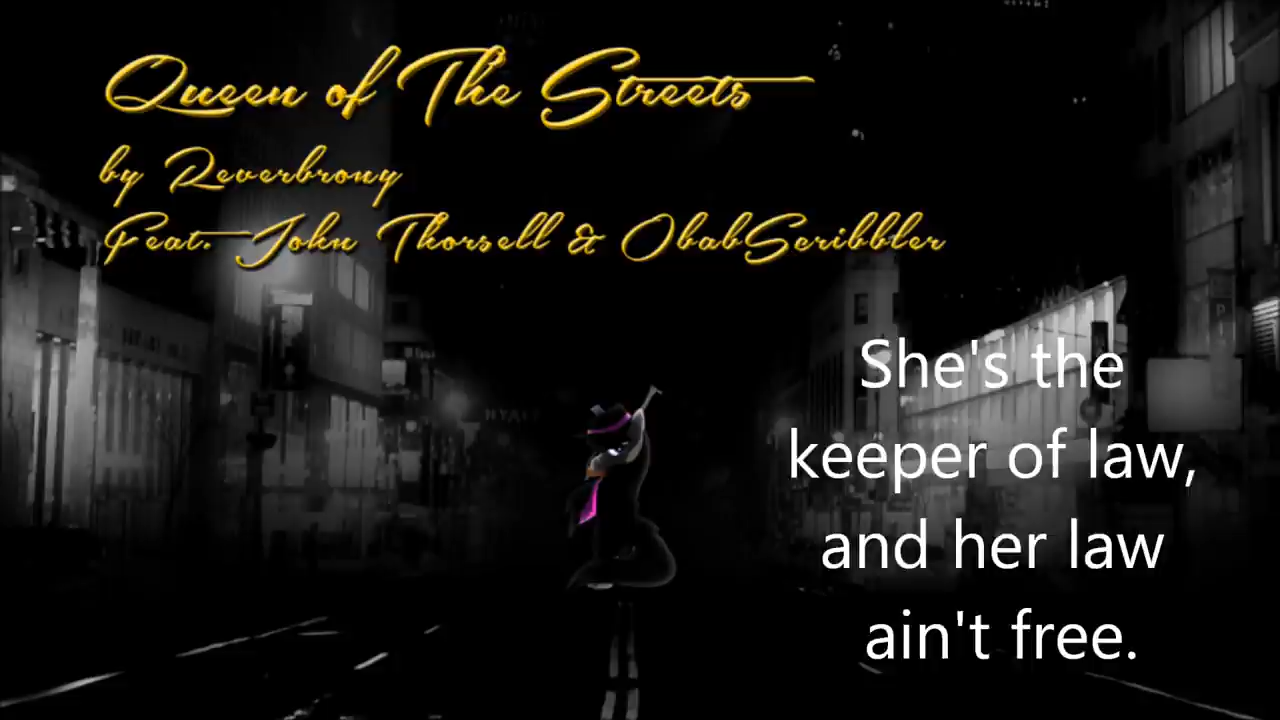 Queen of The Streets
by Reverbrony
Feat. John Thorsell & ObabScribbler
She's the
keeper of law,
and her law
ain't free.